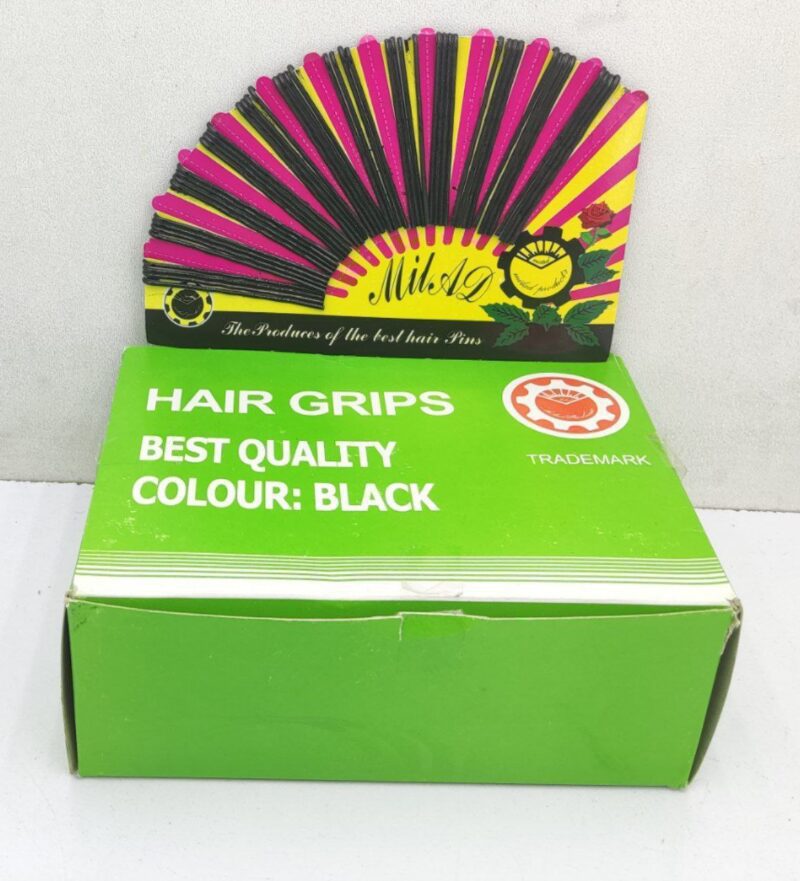 MilAD
The Produces of the best hair Pins
HAIR GRIPS
BEST QUALITY
COLOUR: BLACK
TRADEMARK